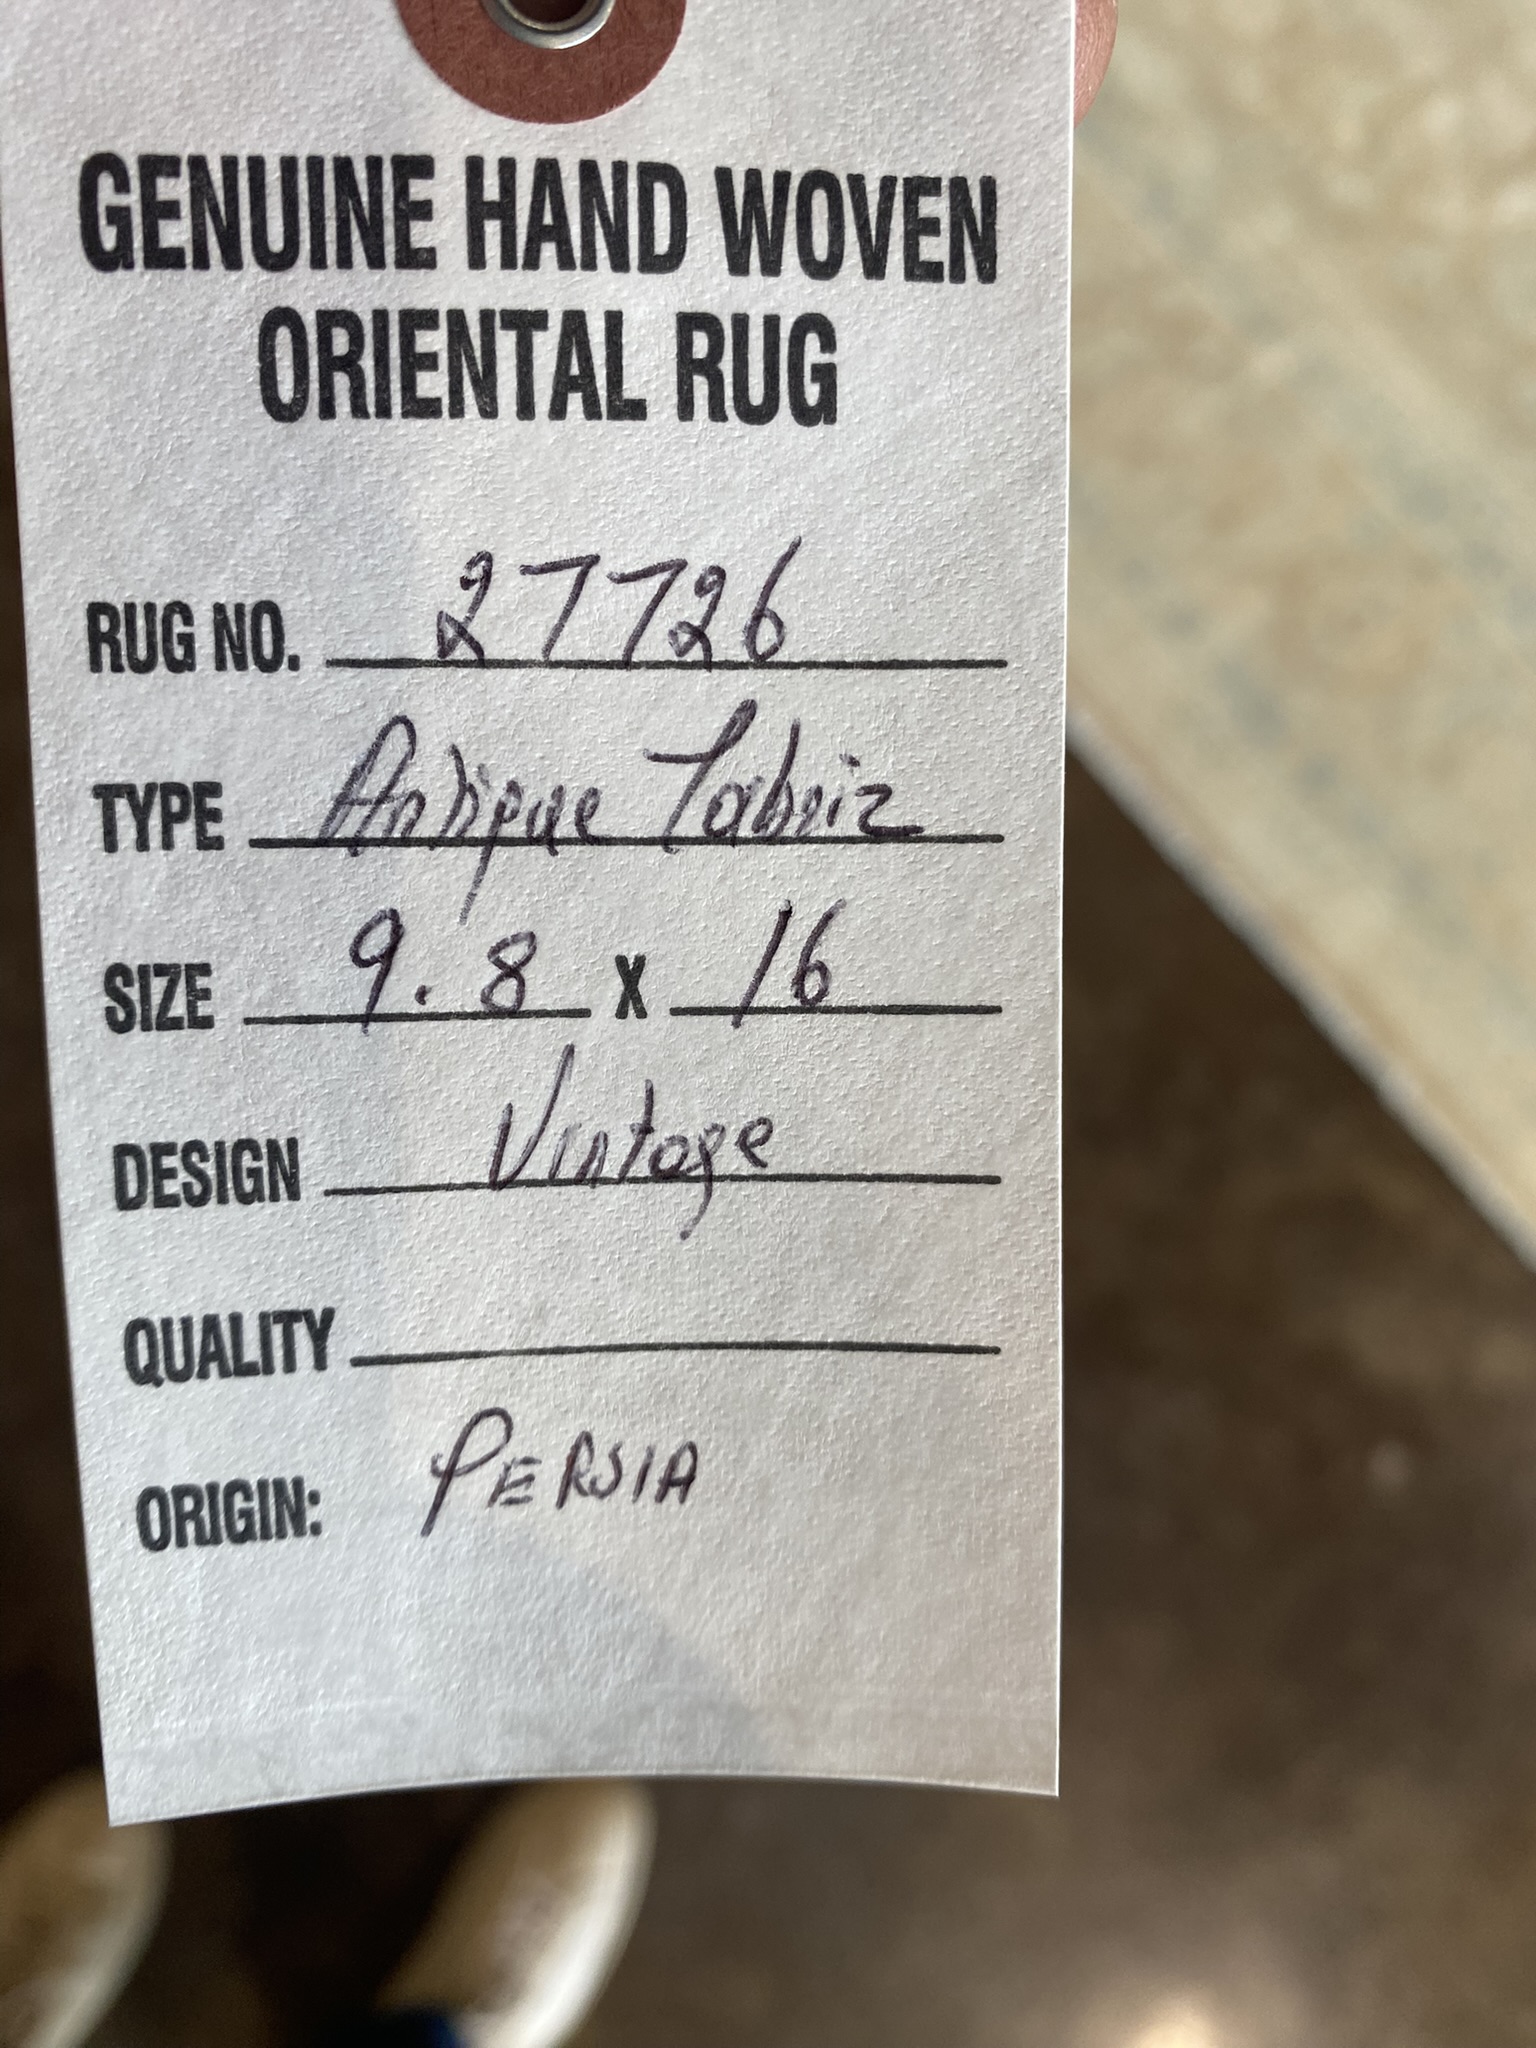 GENUINE HAND WOVEN
ORIENTAL RUG
RUG NO. 27726
TYPE Antique Tabriz
SIZE 9.8 X 16
DESIGN Vintage
QUALITY
ORIGIN: PERSIA